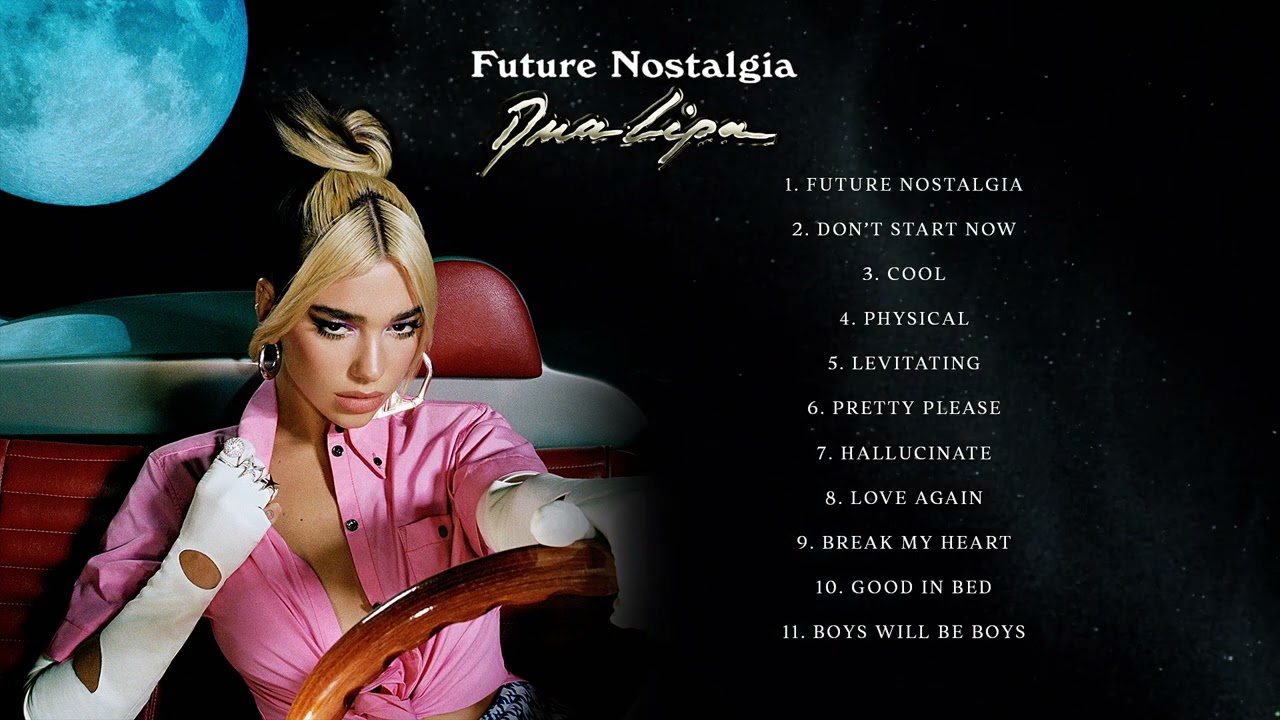 Future Nostalgia
Dua Lipa
1. FUTURE NOSTALGIA
2. DON’T START NOW
3. COOL
4. PHYSICAL
5. LEVITATING
6. PRETTY PLEASE
7. HALLUCINATE
8. LOVE AGAIN
9. BREAK MY HEART
10. GOOD IN BED
11. BOYS WILL BE BOYS